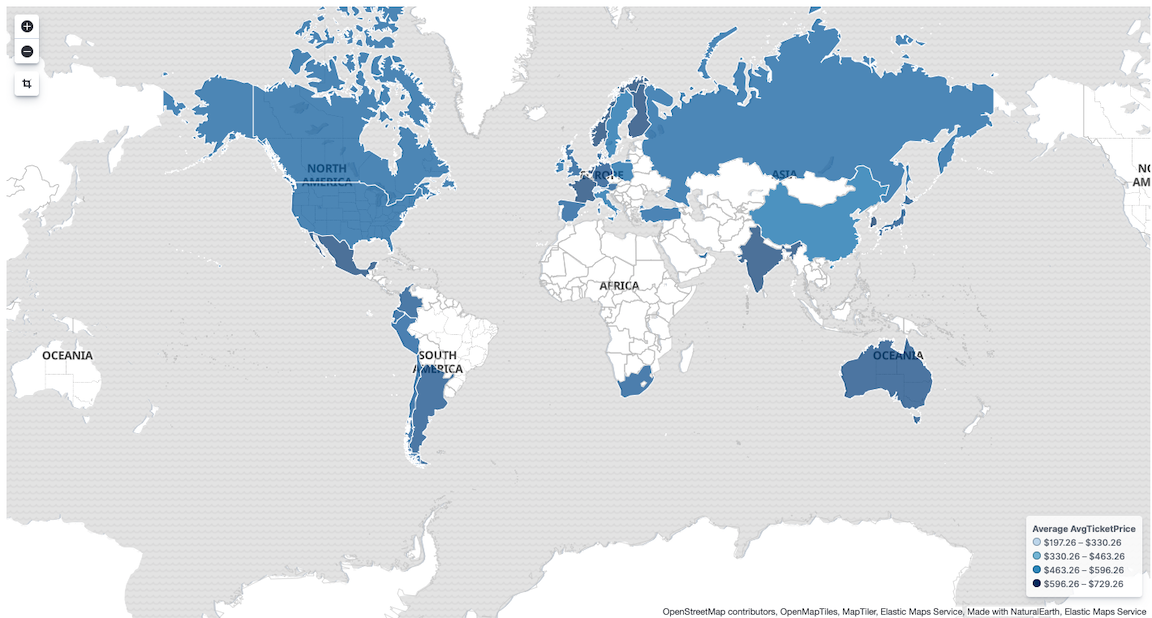 NORTH
AMERICA
EUROPE
ASIA
AFRICA
OCEANIA
SOUTH
AMERICA
OCEANIA
NO
AM
Average AvgTicketPrice
$197.26 – $330.26
$330.26 – $463.26
$463.26 – $596.26
$596.26 – $729.26
OpenStreetMap contributors, OpenMapTiles, MapTiler, Elastic Maps Service, Made with NaturalEarth, Elastic Maps Service